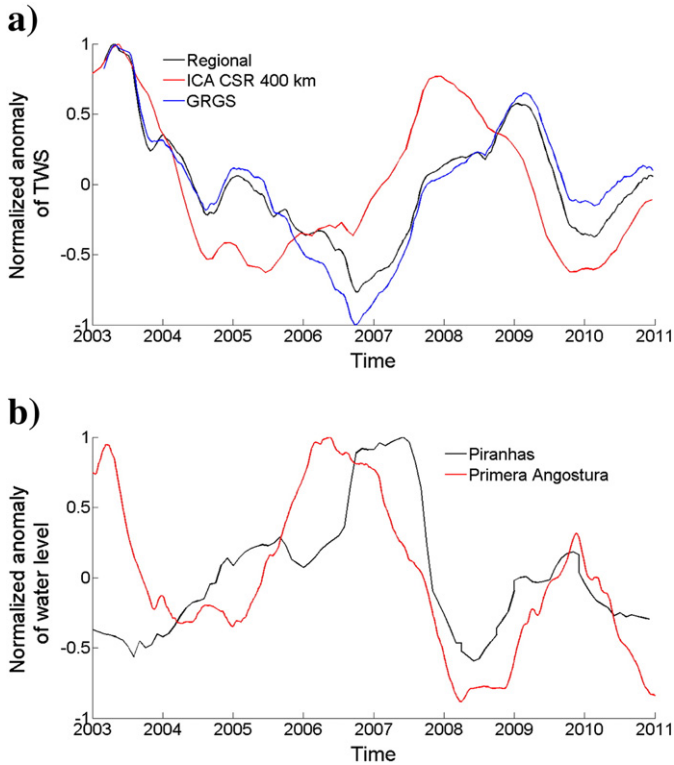 a)
Normalized anomaly
of TWS
1
0.5
0
-0.5
-1
Regional
ICA CSR 400 km
GRGS
2003 2004 2005 2006 2007 2008 2009 2010 2011
Time
b)
Normalized anomaly
of water level
1
0.5
0
-0.5
-1
Piranhas
Primera Angostura
2003 2004 2005 2006 2007 2008 2009 2010 2011
Time